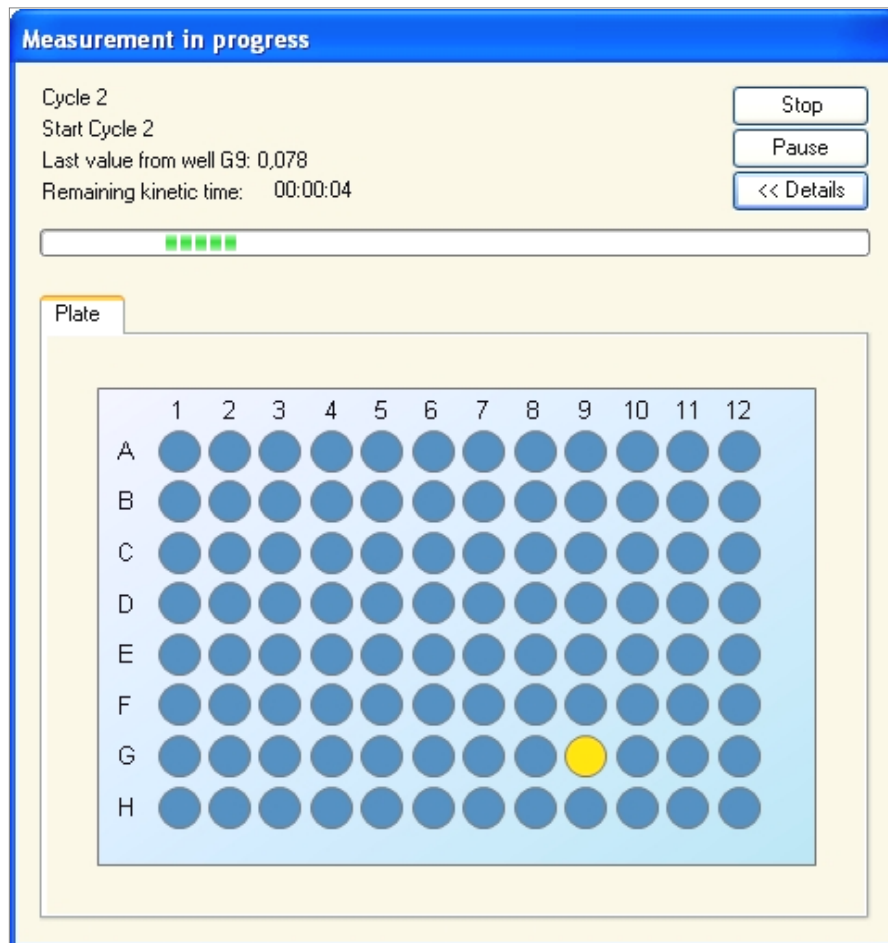 Measurement in progress
Cycle 2
Start Cycle 2
Last value from well G9: 0,078
Remaining kinetic time: 00:00:04
Stop
Pause
<< Details
Plate
1 2 3 4 5 6 7 8 9 10 11 12
A
B
C
D
E
F
G
H